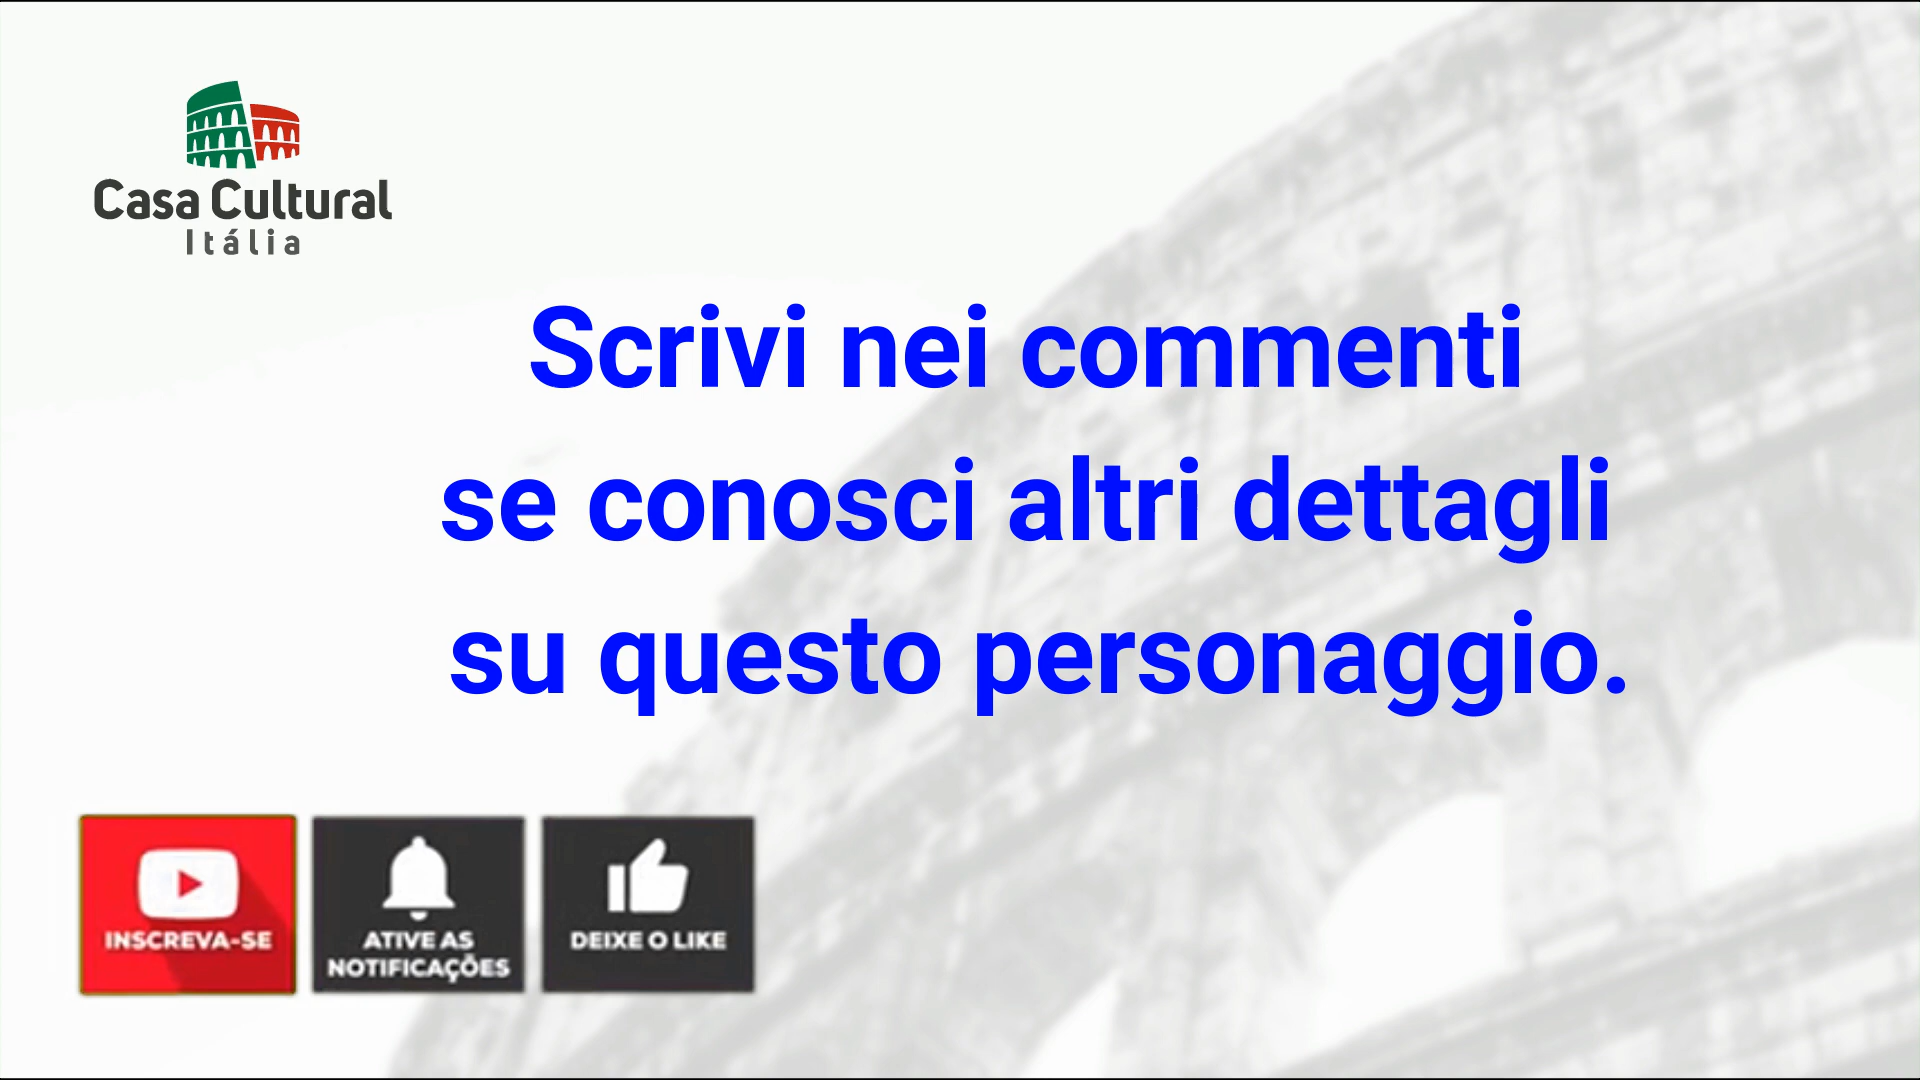 Casa Cultural
Itália
Scrivi nei commenti
se conosci altri dettagli
su questo personaggio.
INSCREVA-SE
ATIVE AS
NOTIFICAÇÕES
DEIXE O LIKE